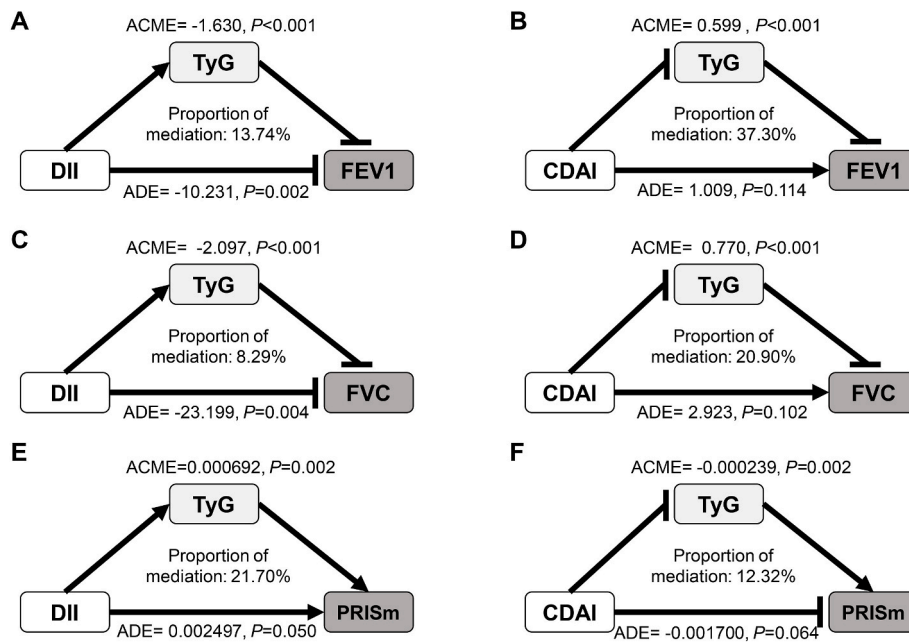 A
ACME= -1.630, P<0.001
TyG
Proportion of
mediation: 13.74%
DII
FEV1
ADE= -10.231, P=0.002
B
ACME= 0.599 , P<0.001
TyG
Proportion of
mediation: 37.30%
CDAI
FEV1
ADE= 1.009, P=0.114
C
ACME=  -2.097, P<0.001
TyG
Proportion of
mediation: 8.29%
DII
FVC
ADE= -23.199, P=0.004
D
ACME=  0.770, P<0.001
TyG
Proportion of
mediation: 20.90%
CDAI
FVC
ADE= 2.923, P=0.102
E
ACME=0.000692, P=0.002
TyG
Proportion of
mediation: 21.70%
DII
PRISm
ADE= 0.002497, P=0.050
F
ACME= -0.000239, P=0.002
TyG
Proportion of
mediation: 12.32%
CDAI
PRISm
ADE= -0.001700, P=0.064